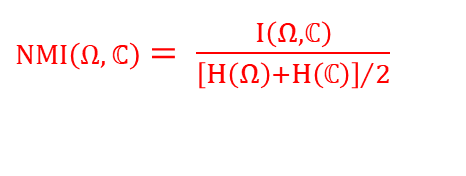 NMI(Ω, ℂ) = I(Ω,ℂ) / [H(Ω)+H(ℂ)]/2